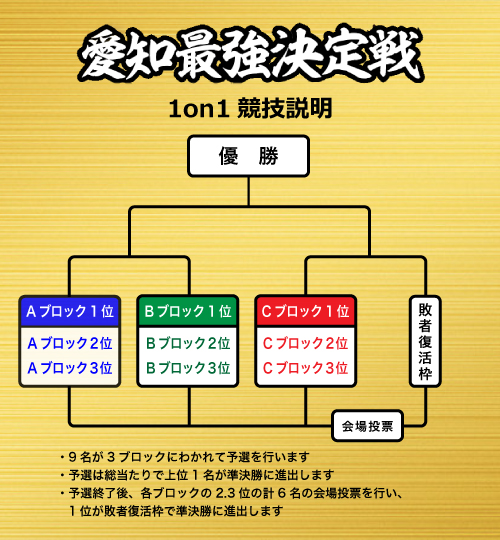 愛知最強決定戦
1on1 競技説明
優　勝
Aブロック1位
Aブロック2位
Aブロック3位
Bブロック1位
Bブロック2位
Bブロック3位
Cブロック1位
Cブロック2位
Cブロック3位
敗者復活枠
会場投票
・9名が3ブロックにわかれて予選を行います
・予選は総当たりで上位1名が準決勝に進出します
・予選終了後、各ブロックの2.3位の計6名の会場投票を行い、
1位が敗者復活枠で準決勝に進出します